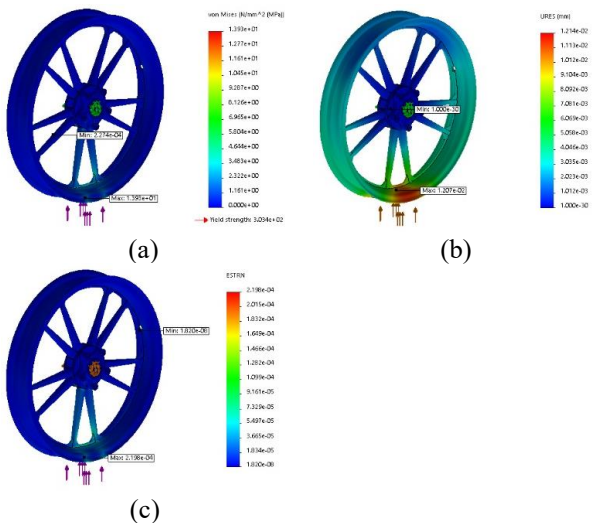 von Mises (N/mm^2 (MPa))
1.393e+01
1.277e+01
1.161e+01
1.045e+01
9.287e+00
8.126e+00
6.965e+00
5.804e+00
4.644e+00
3.483e+00
2.322e+00
1.161e+00
0.000e+00
Yield strength: 3.034e+02
Min: 2.274e-04
Max: 1.393e+01
(a)
URES (mm)
1.214e-02
1.113e-02
1.012e-02
9.104e-03
8.093e-03
7.081e-03
6.070e-03
5.058e-03
4.046e-03
3.035e-03
2.023e-03
1.012e-03
1.000e-30
Min: 1.000e-30
Max: 1.207e-02
(b)
ESTRN
2.198e-04
2.015e-04
1.832e-04
1.649e-04
1.466e-04
1.282e-04
1.099e-04
9.161e-05
7.329e-05
5.497e-05
3.665e-05
1.834e-05
1.820e-08
Min: 1.820e-08
Max: 2.198e-04
(c)